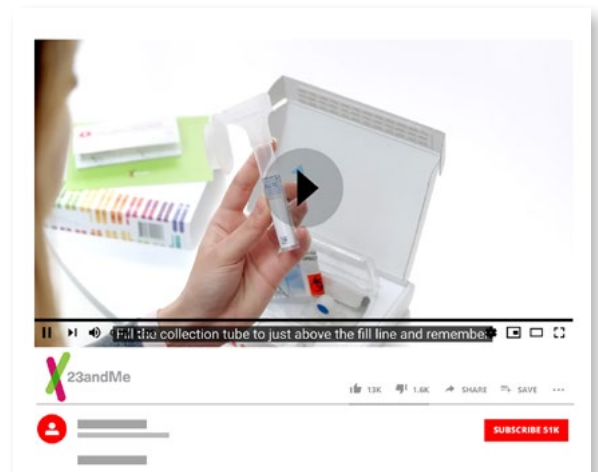 Fill the collection tube to just above the fill line and remember
23andMe
13K 1.6K SHARE SAVE
SUBSCRIBE 51K